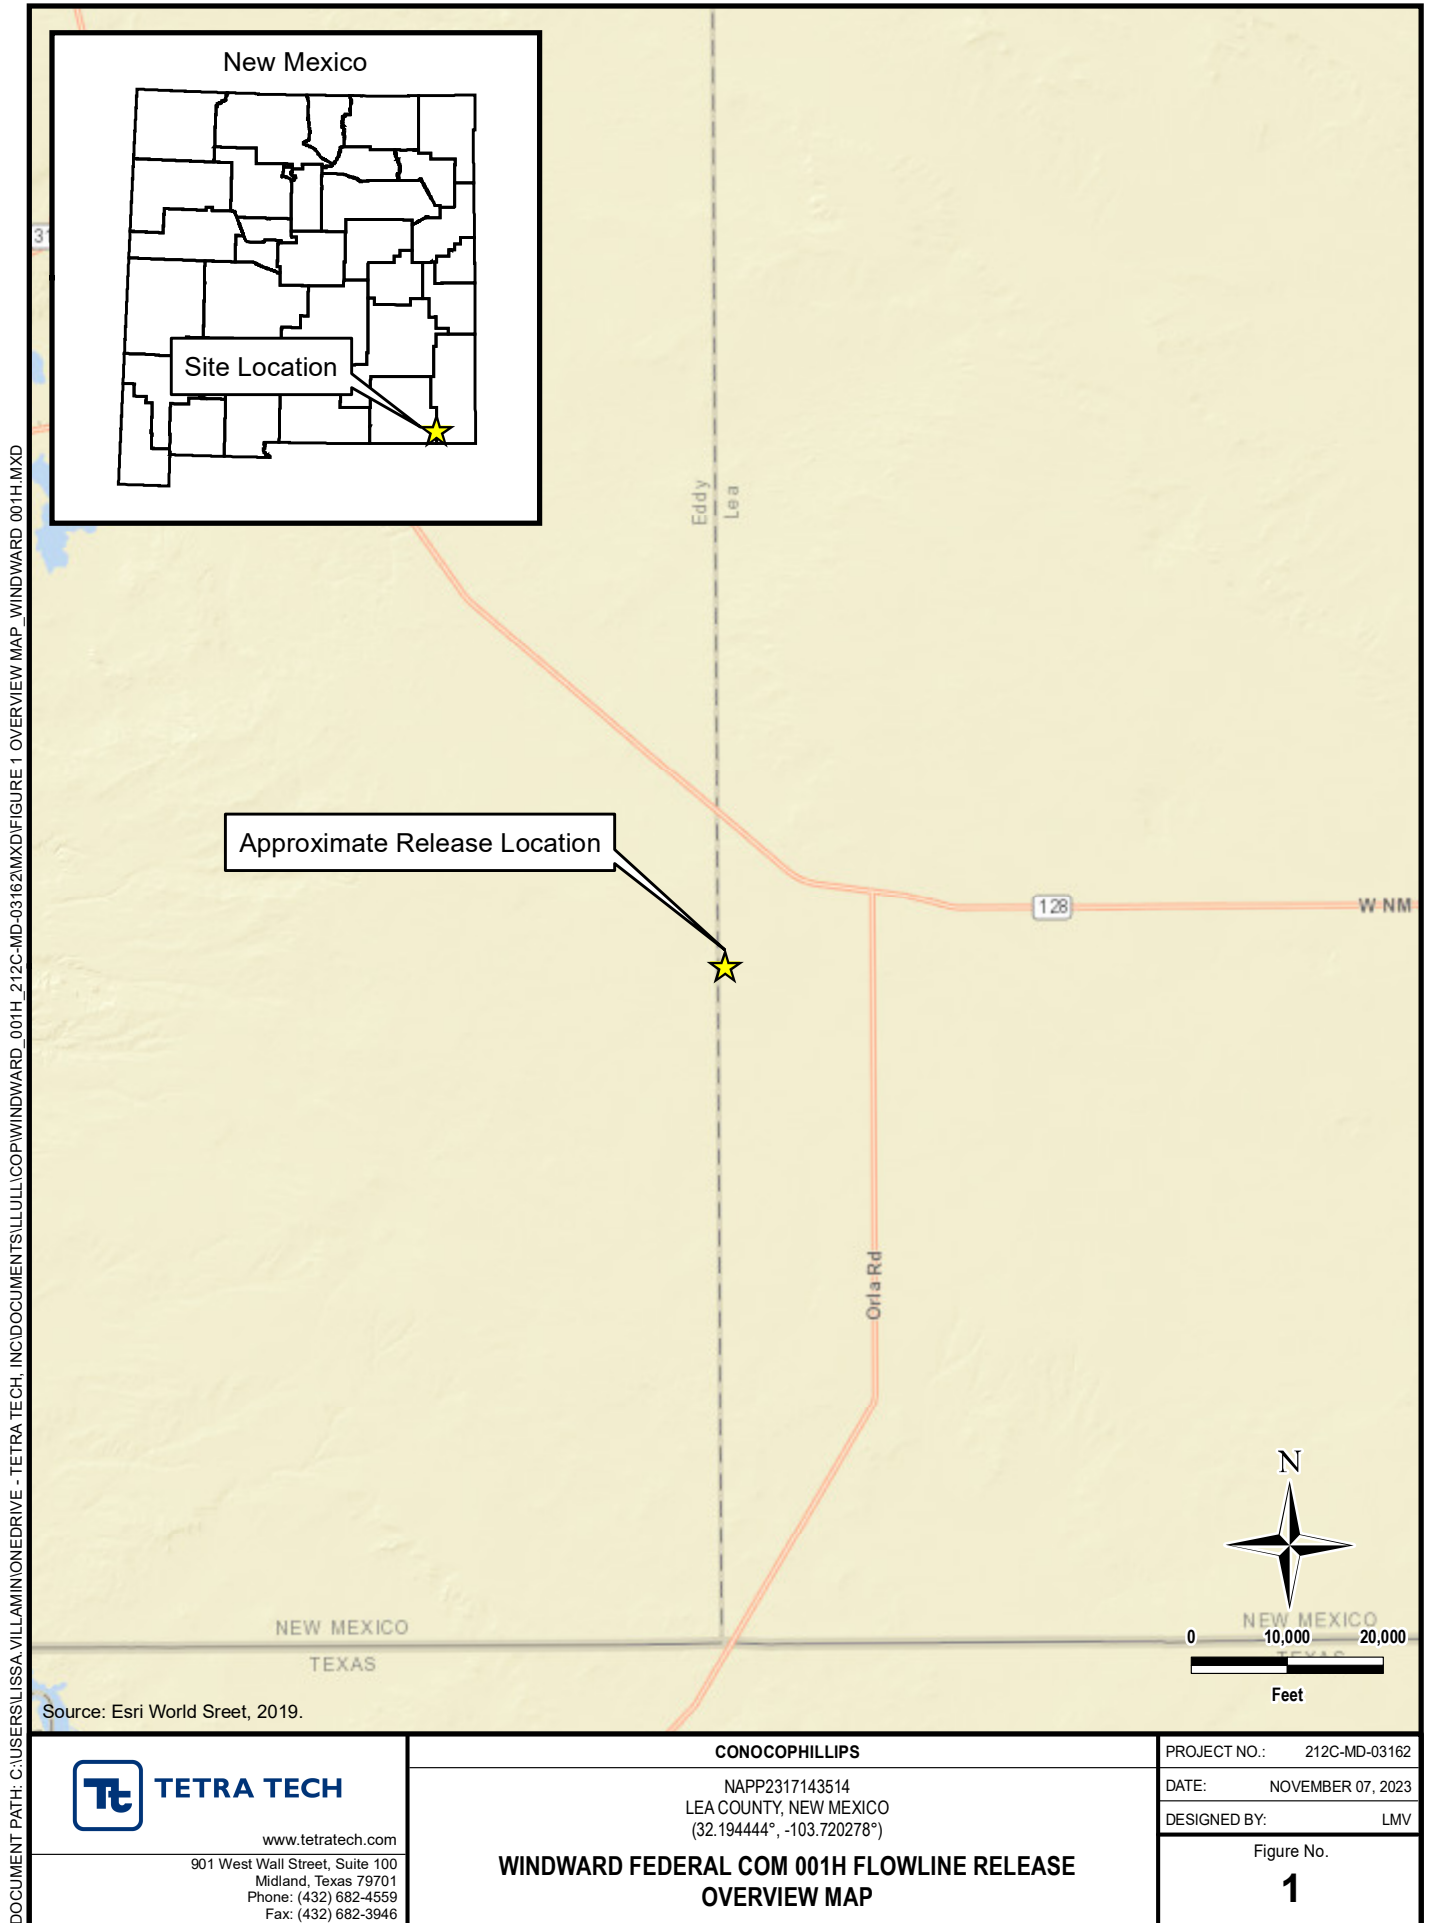 New Mexico
Site Location
31
Eddy
Lea
Approximate Release Location
128
W NM
Orla Rd
N
NEW MEXICO
TEXAS
NEW MEXICO
TEXAS
0 10,000 20,000
Feet
Source: Esri World Sreet, 2019.
DOCUMENT PATH: C:\USERS\LISSA.VILLAMIN\ONEDRIVE - TETRA TECH, INC\DOCUMENTS\LLULL\COP\WINDWARD_001H_212C-MD-03162\MXD\FIGURE 1 OVERVIEW MAP_WINDWARD 001H.MXD
Tt TETRA TECH
www.tetratech.com
901 West Wall Street, Suite 100
Midland, Texas 79701
Phone: (432) 682-4559
Fax: (432) 682-3946
CONOCOPHILLIPS
NAPP2317143514
LEA COUNTY, NEW MEXICO
(32.194444°, -103.720278°)
WINDWARD FEDERAL COM 001H FLOWLINE RELEASE
OVERVIEW MAP
PROJECT NO.: 212C-MD-03162
DATE: NOVEMBER 07, 2023
DESIGNED BY: LMV
Figure No.
1